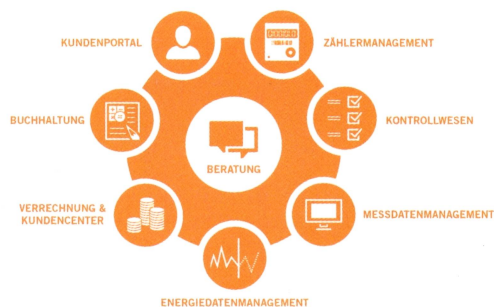 KUNDENPORTAL
ZÄHLERMANAGEMENT
BUCHHALTUNG
KONTROLLWESEN
BERATUNG
VERRECHNUNG &
KUNDENCENTER
MESSDATENMANAGEMENT
ENERGIEDATENMANAGEMENT